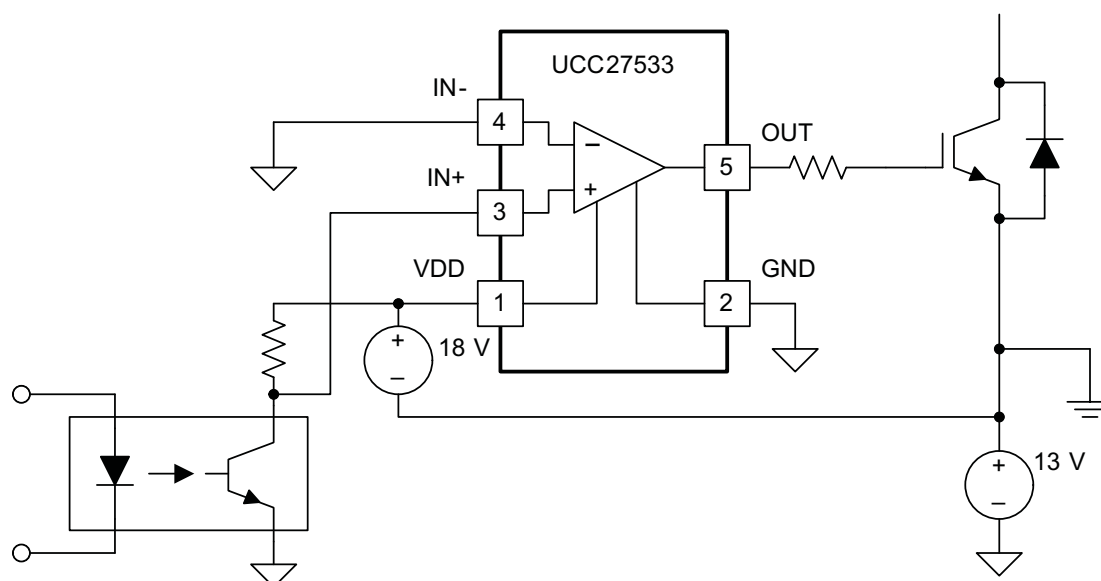 UCC27533
IN-
4
OUT
−
5
IN+
+
3
VDD
GND
1
2
+
18 V
−
+
13 V
−